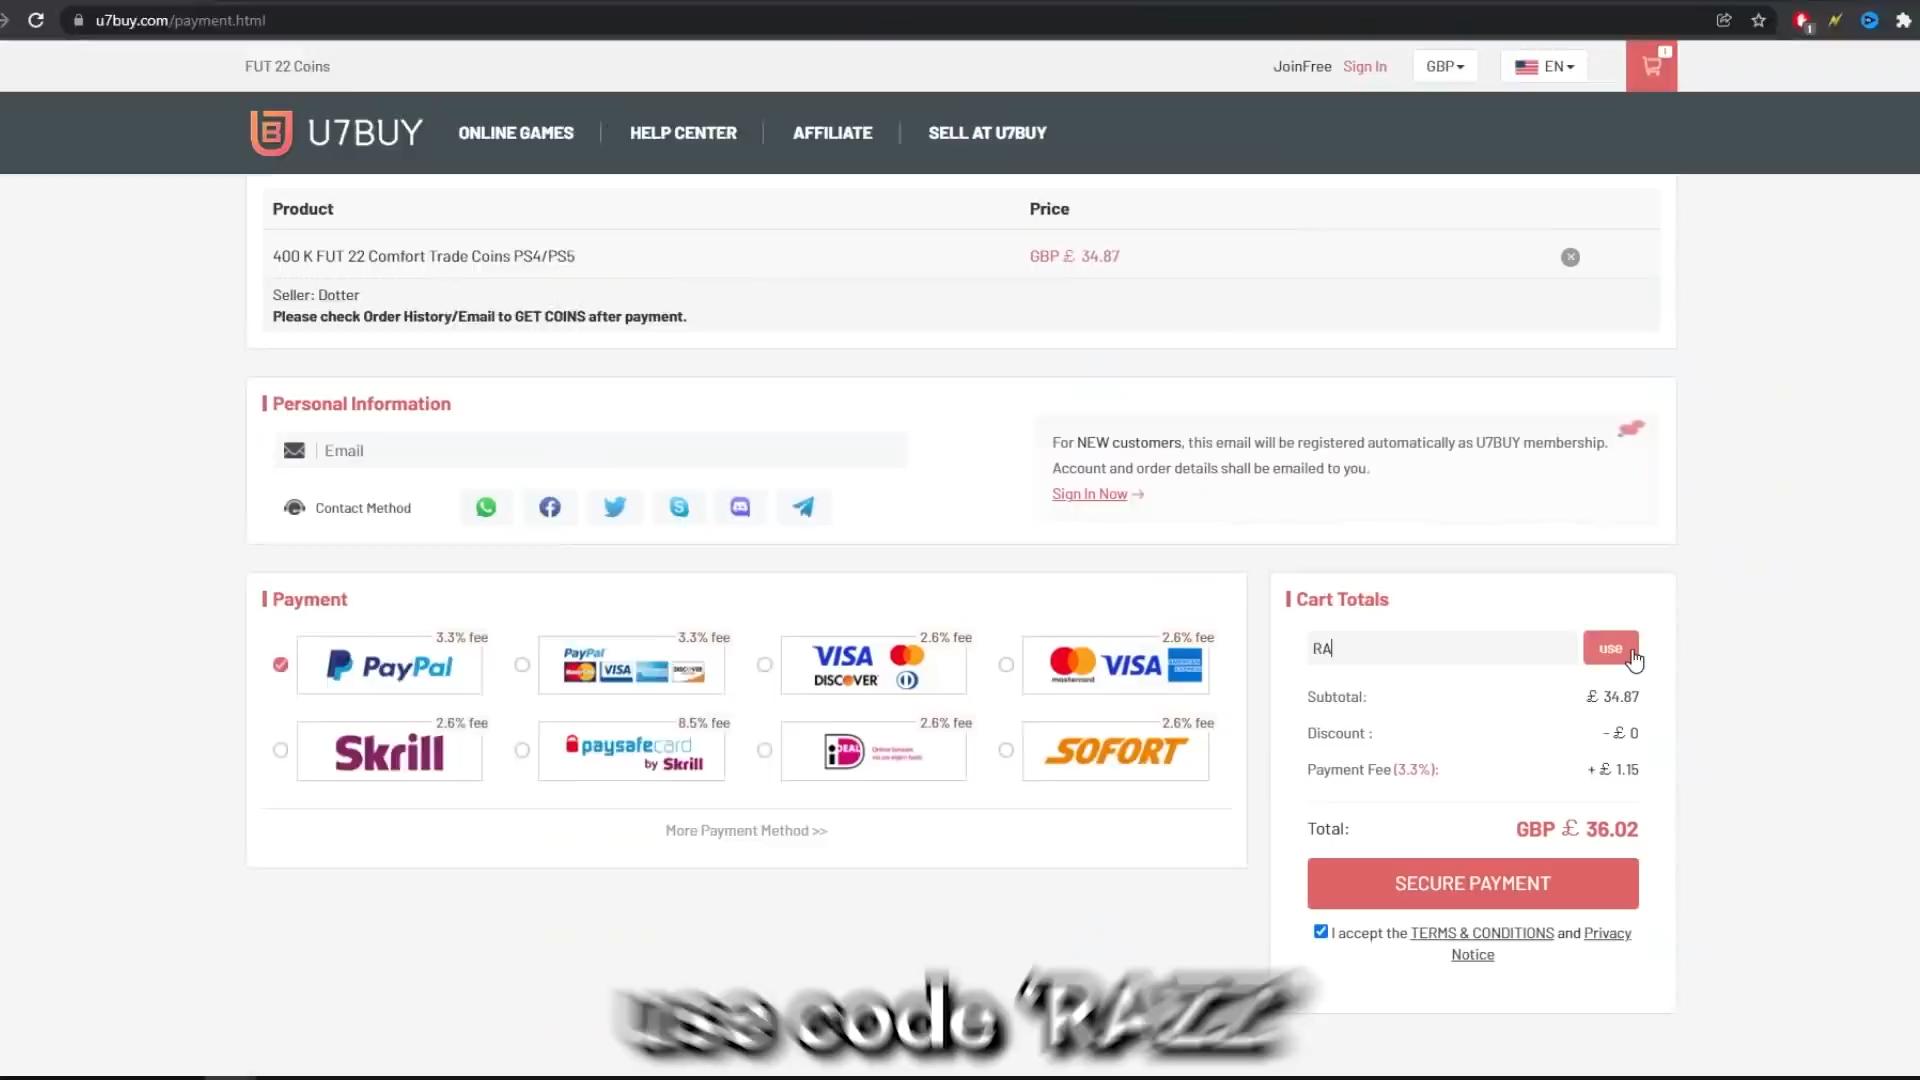 u7buy.com/payment.html
1
FUT 22 Coins
JoinFree Sign In GBP EN 1
U7BUY ONLINE GAMES HELP CENTER AFFILIATE SELL AT U7BUY
Product Price
400 K FUT 22 Comfort Trade Coins PS4/PS5 GBP £ 34.87
Seller: Dotter
Please check Order History/Email to GET COINS after payment.
Personal Information
Email
Contact Method
For NEW customers, this email will be registered automatically as U7BUY membership.
Account and order details shall be emailed to you.
Sign In Now →
Payment
3.3% fee 3.3% fee 2.6% fee 2.6% fee
PayPal PayPal MasterCard VISA DISCOVER VISA DISCOVER mastercard VISA AMERICAN EXPRESS
2.6% fee 8.5% fee 2.6% fee 2.6% fee
Skrill paysafecard by Skrill iDEAL SOFORT
More Payment Method >>
Cart Totals
RA use
Subtotal: £ 34.87
Discount : - £ 0
Payment Fee (3.3%): + £ 1.15
Total: GBP £ 36.02
SECURE PAYMENT
I accept the TERMS & CONDITIONS and Privacy
Notice
use code 'RAZZ'